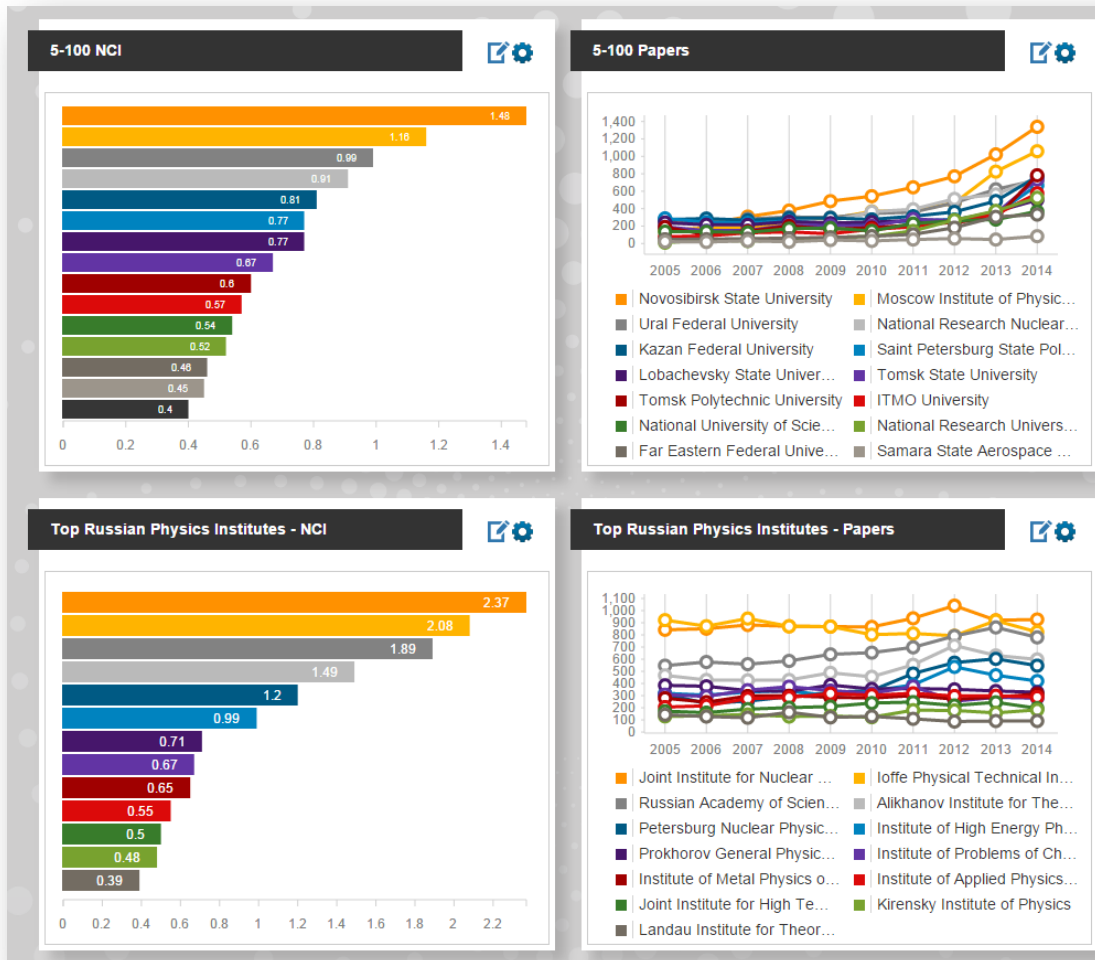 5-100 NCI
1.48
1.16
0.99
0.91
0.81
0.77
0.77
0.67
0.6
0.57
0.54
0.52
0.46
0.45
0.4
0 0.2 0.4 0.6 0.8 1 1.2 1.4
5-100 Papers
1,400
1,200
1,000
800
600
400
200
0
2005 2006 2007 2008 2009 2010 2011 2012 2013 2014
Novosibirsk State University Moscow Institute of Physic...
Ural Federal University National Research Nuclear...
Kazan Federal University Saint Petersburg State Pol...
Lobachevsky State Univer... Tomsk State University
Tomsk Polytechnic University ITMO University
National University of Scie... National Research Univers...
Far Eastern Federal Unive... Samara State Aerospace ...
Top Russian Physics Institutes - NCI
2.37
2.08
1.89
1.49
1.2
0.99
0.71
0.67
0.65
0.55
0.5
0.48
0.39
0 0.2 0.4 0.6 0.8 1 1.2 1.4 1.6 1.8 2 2.2
Top Russian Physics Institutes - Papers
1,100
1,000
900
800
700
600
500
400
300
200
100
0
2005 2006 2007 2008 2009 2010 2011 2012 2013 2014
Joint Institute for Nuclear ... Ioffe Physical Technical In...
Russian Academy of Scien... Alikhanov Institute for The...
Petersburg Nuclear Physic... Institute of High Energy Ph...
Prokhorov General Physic... Institute of Problems of Ch...
Institute of Metal Physics o... Institute of Applied Physics...
Joint Institute for High Te... Kirensky Institute of Physics
Landau Institute for Theor...